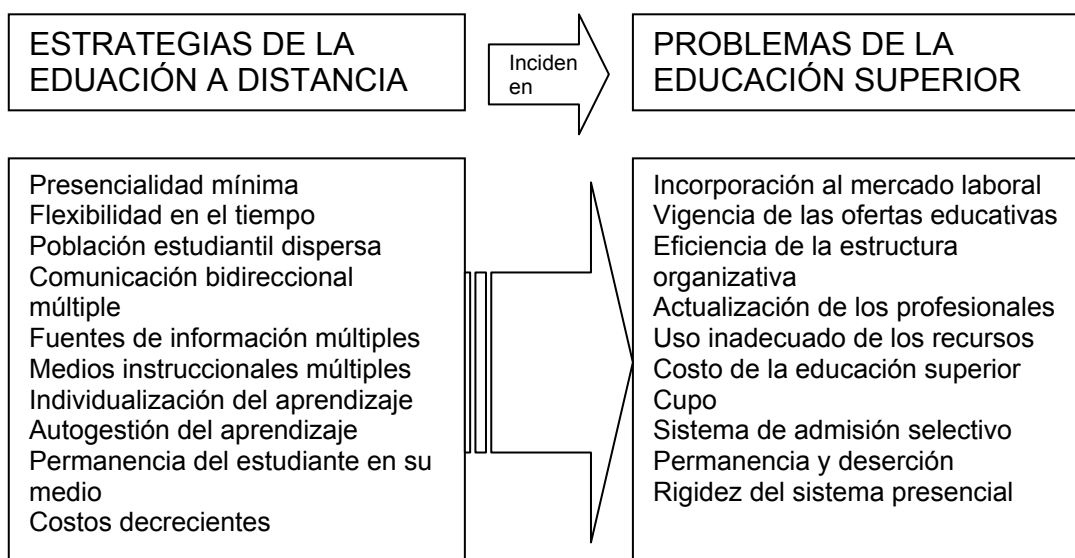 ESTRATEGIAS DE LA
EDUACIÓN A DISTANCIA
Inciden
en
PROBLEMAS DE LA
EDUCACIÓN SUPERIOR
Presencialidad mínima
Flexibilidad en el tiempo
Población estudiantil dispersa
Comunicación bidireccional
múltiple
Fuentes de información múltiples
Medios instruccionales múltiples
Individualización del aprendizaje
Autogestión del aprendizaje
Permanencia del estudiante en su
medio
Costos decrecientes
Incorporación al mercado laboral
Vigencia de las ofertas educativas
Eficiencia de la estructura
organizativa
Actualización de los profesionales
Uso inadecuado de los recursos
Costo de la educación superior
Cupo
Sistema de admisión selectivo
Permanencia y deserción
Rigidez del sistema presencial